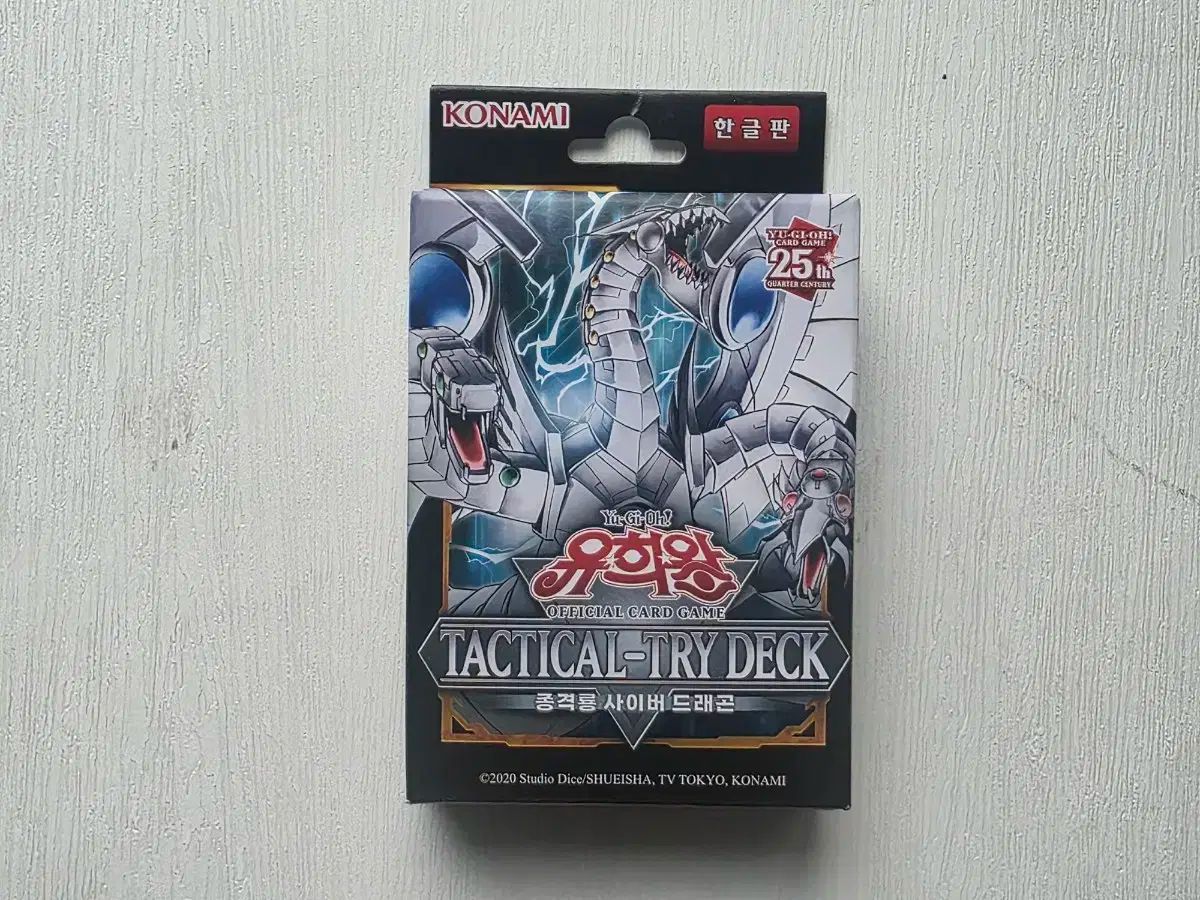 KONAMI
한글판
YU-GI-OH!
CARD GAME
25th
QUARTER CENTURY
Yu-Gi-Oh!
유희왕
OFFICIAL CARD GAME
TACTICAL-TRY DECK
종격룡 사이버 드래곤
©2020 Studio Dice/SHUEISHA, TV TOKYO, KONAMI